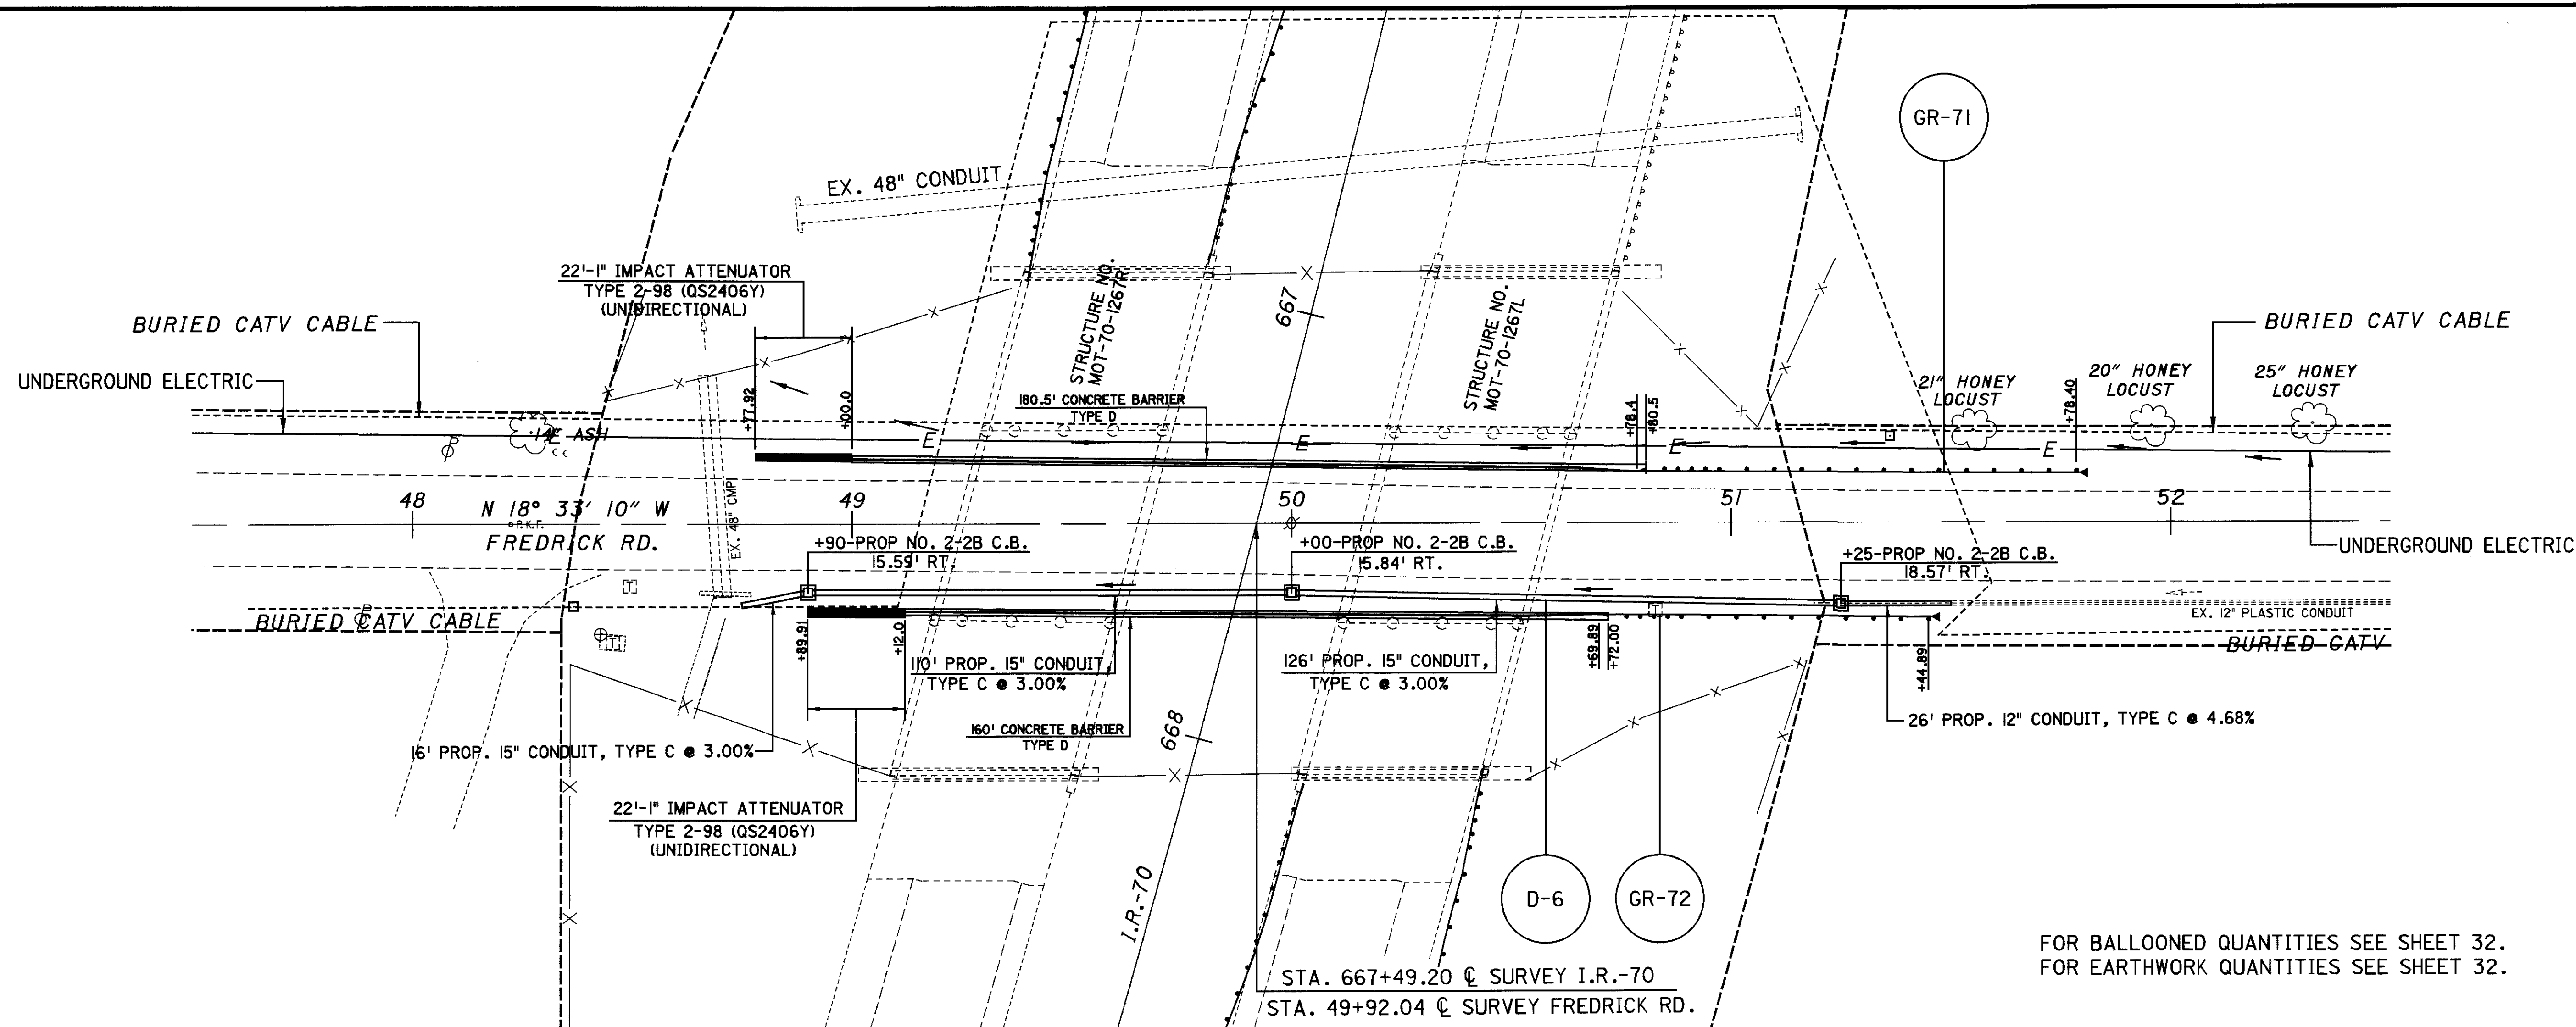 GR-71
EX. 48" CONDUIT
22'-1" IMPACT ATTENUATOR
TYPE 2-98 (QS2406Y)
(UNIDIRECTIONAL)
BURIED CATV CABLE
UNDERGROUND ELECTRIC
STRUCTURE NO.
MOT-70-1267R
667
STRUCTURE NO.
MOT-70-1267L
BURIED CATV CABLE
21" HONEY
LOCUST
20" HONEY
LOCUST
25" HONEY
LOCUST
+77.92
+00.0
180.5' CONCRETE BARRIER
TYPE D
+78.4
+80.5
+78.40
14" ASH
E
E
E
E
E
48
49
50
51
52
N 18° 33' 10" W
P.K.F.
FREDRICK RD.
EX. 48" CMP
+90-PROP NO. 2-2B C.B.
15.59' RT.
+00-PROP NO. 2-2B C.B.
15.84' RT.
+25-PROP NO. 2-2B C.B.
18.57' RT.
UNDERGROUND ELECTRIC
BURIED CATV CABLE
EX. 12" PLASTIC CONDUIT
BURIED CATV
+89.91
+12.0
110' PROP. 15" CONDUIT,
TYPE C @ 3.00%
126' PROP. 15" CONDUIT,
TYPE C @ 3.00%
+69.89
+72.00
+44.89
26' PROP. 12" CONDUIT, TYPE C @ 4.68%
160' CONCRETE BARRIER
TYPE D
668
16' PROP. 15" CONDUIT, TYPE C @ 3.00%
22'-1" IMPACT ATTENUATOR
TYPE 2-98 (QS2406Y)
(UNIDIRECTIONAL)
I.R.-70
D-6
GR-72
STA. 667+49.20 ℄ SURVEY I.R.-70
STA. 49+92.04 ℄ SURVEY FREDRICK RD.
FOR BALLOONED QUANTITIES SEE SHEET 32.
FOR EARTHWORK QUANTITIES SEE SHEET 32.